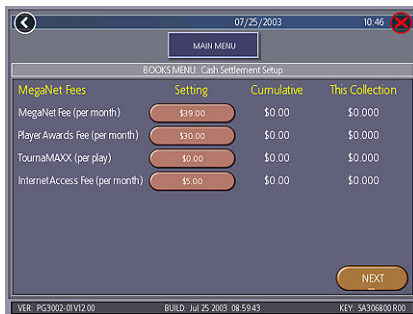 07/25/2003 10:46
MAIN MENU
BOOKS MENU: Cash Settlement Setup
MegaNet Fees Setting Cumulative This Collection
MegaNet Fee (per month) $39.00 $0.00 $0.000
Player Awards Fee (per month) $30.00 $0.00 $0.000
TournaMAXX (per play) $0.00 $0.00 $0.000
Internet Access Fee (per month) $5.00 $0.00 $0.000
NEXT
VER: PG3002-01 V12.00 BUILD: Jul 25 2003 08:59:43 KEY: SA306800 R00